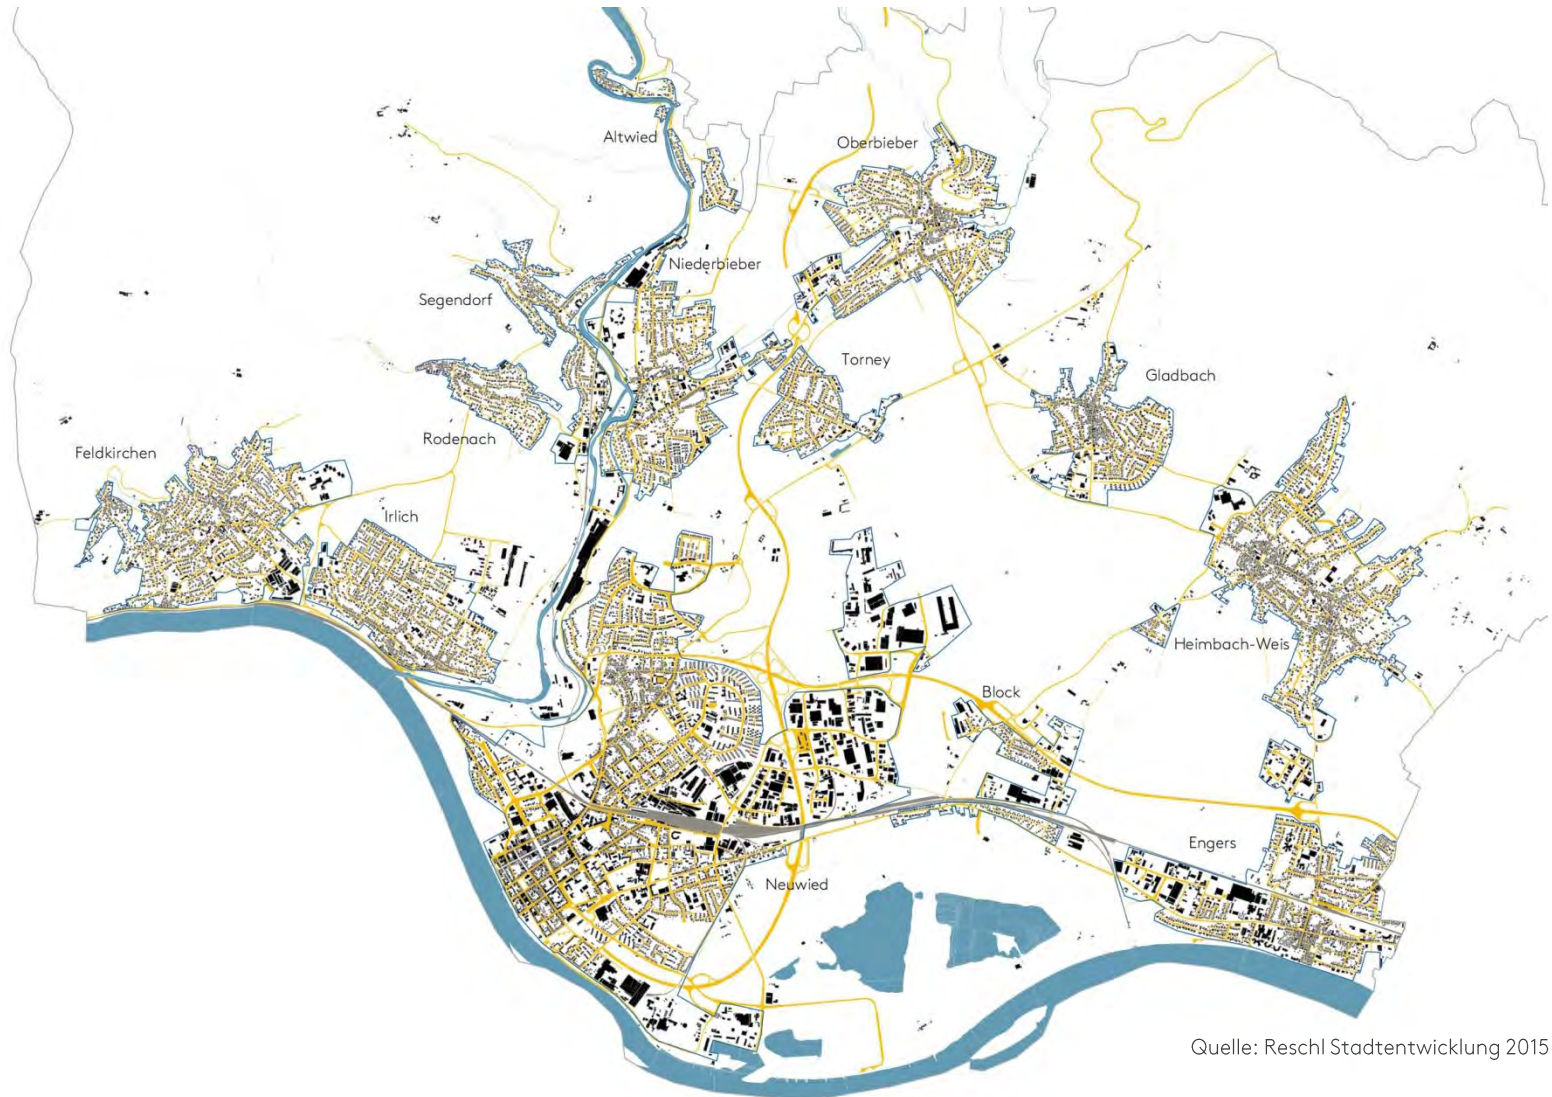 Altwied
Oberbieber
Niederbieber
Segendorf
Torney
Gladbach
Rodenach
Feldkirchen
Irlich
Heimbach-Weis
Block
Engers
Neuwied
Quelle: Reschl Stadtentwicklung 2015